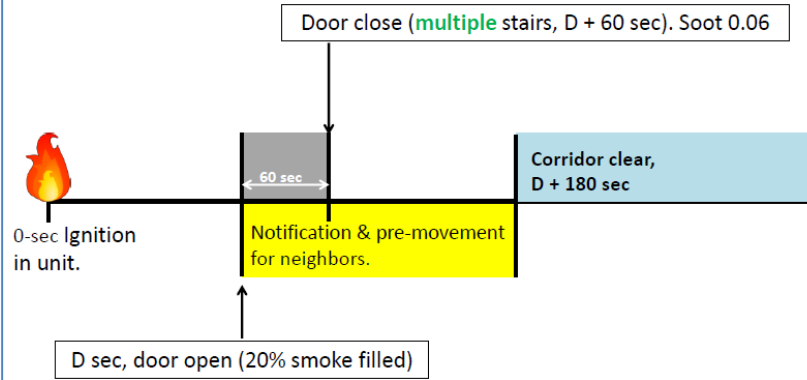 Door close (multiple stairs, D + 60 sec). Soot 0.06
60 sec
Corridor clear,
D + 180 sec
0-sec Ignition
in unit.
Notification & pre-movement
for neighbors.
D sec, door open (20% smoke filled)